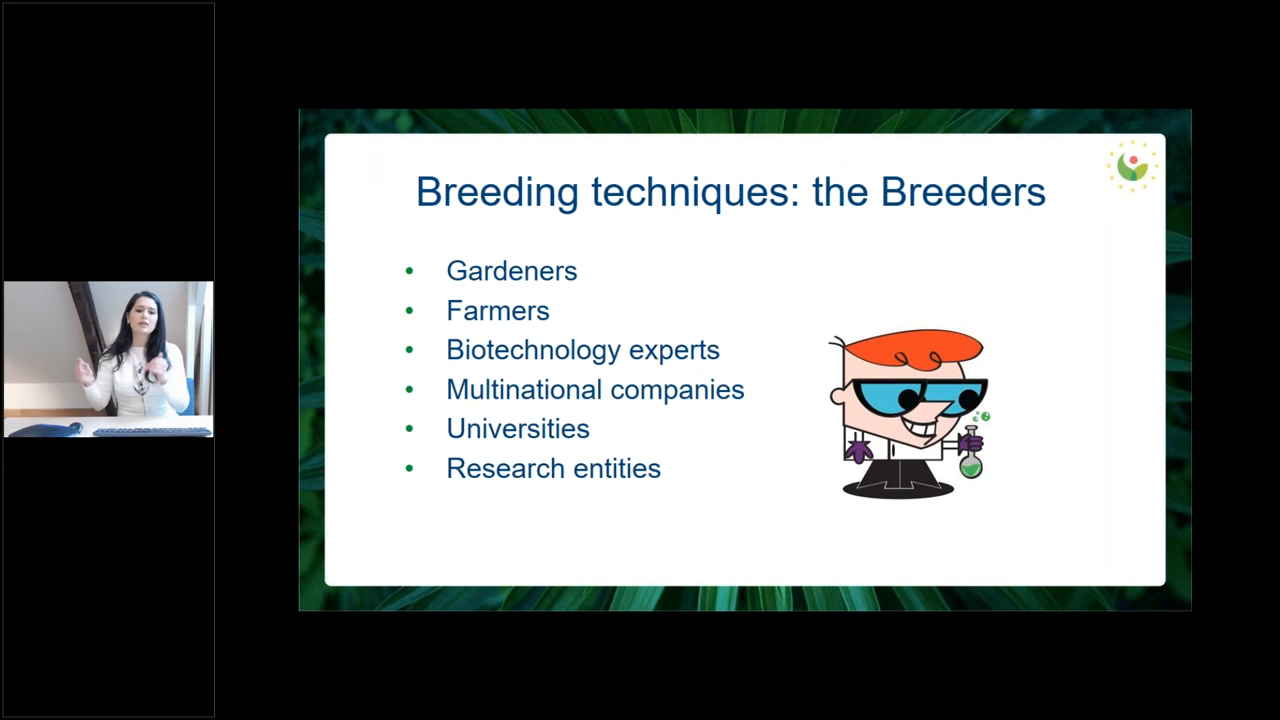 Breeding techniques: the Breeders
• Gardeners
• Farmers
• Biotechnology experts
• Multinational companies
• Universities
• Research entities